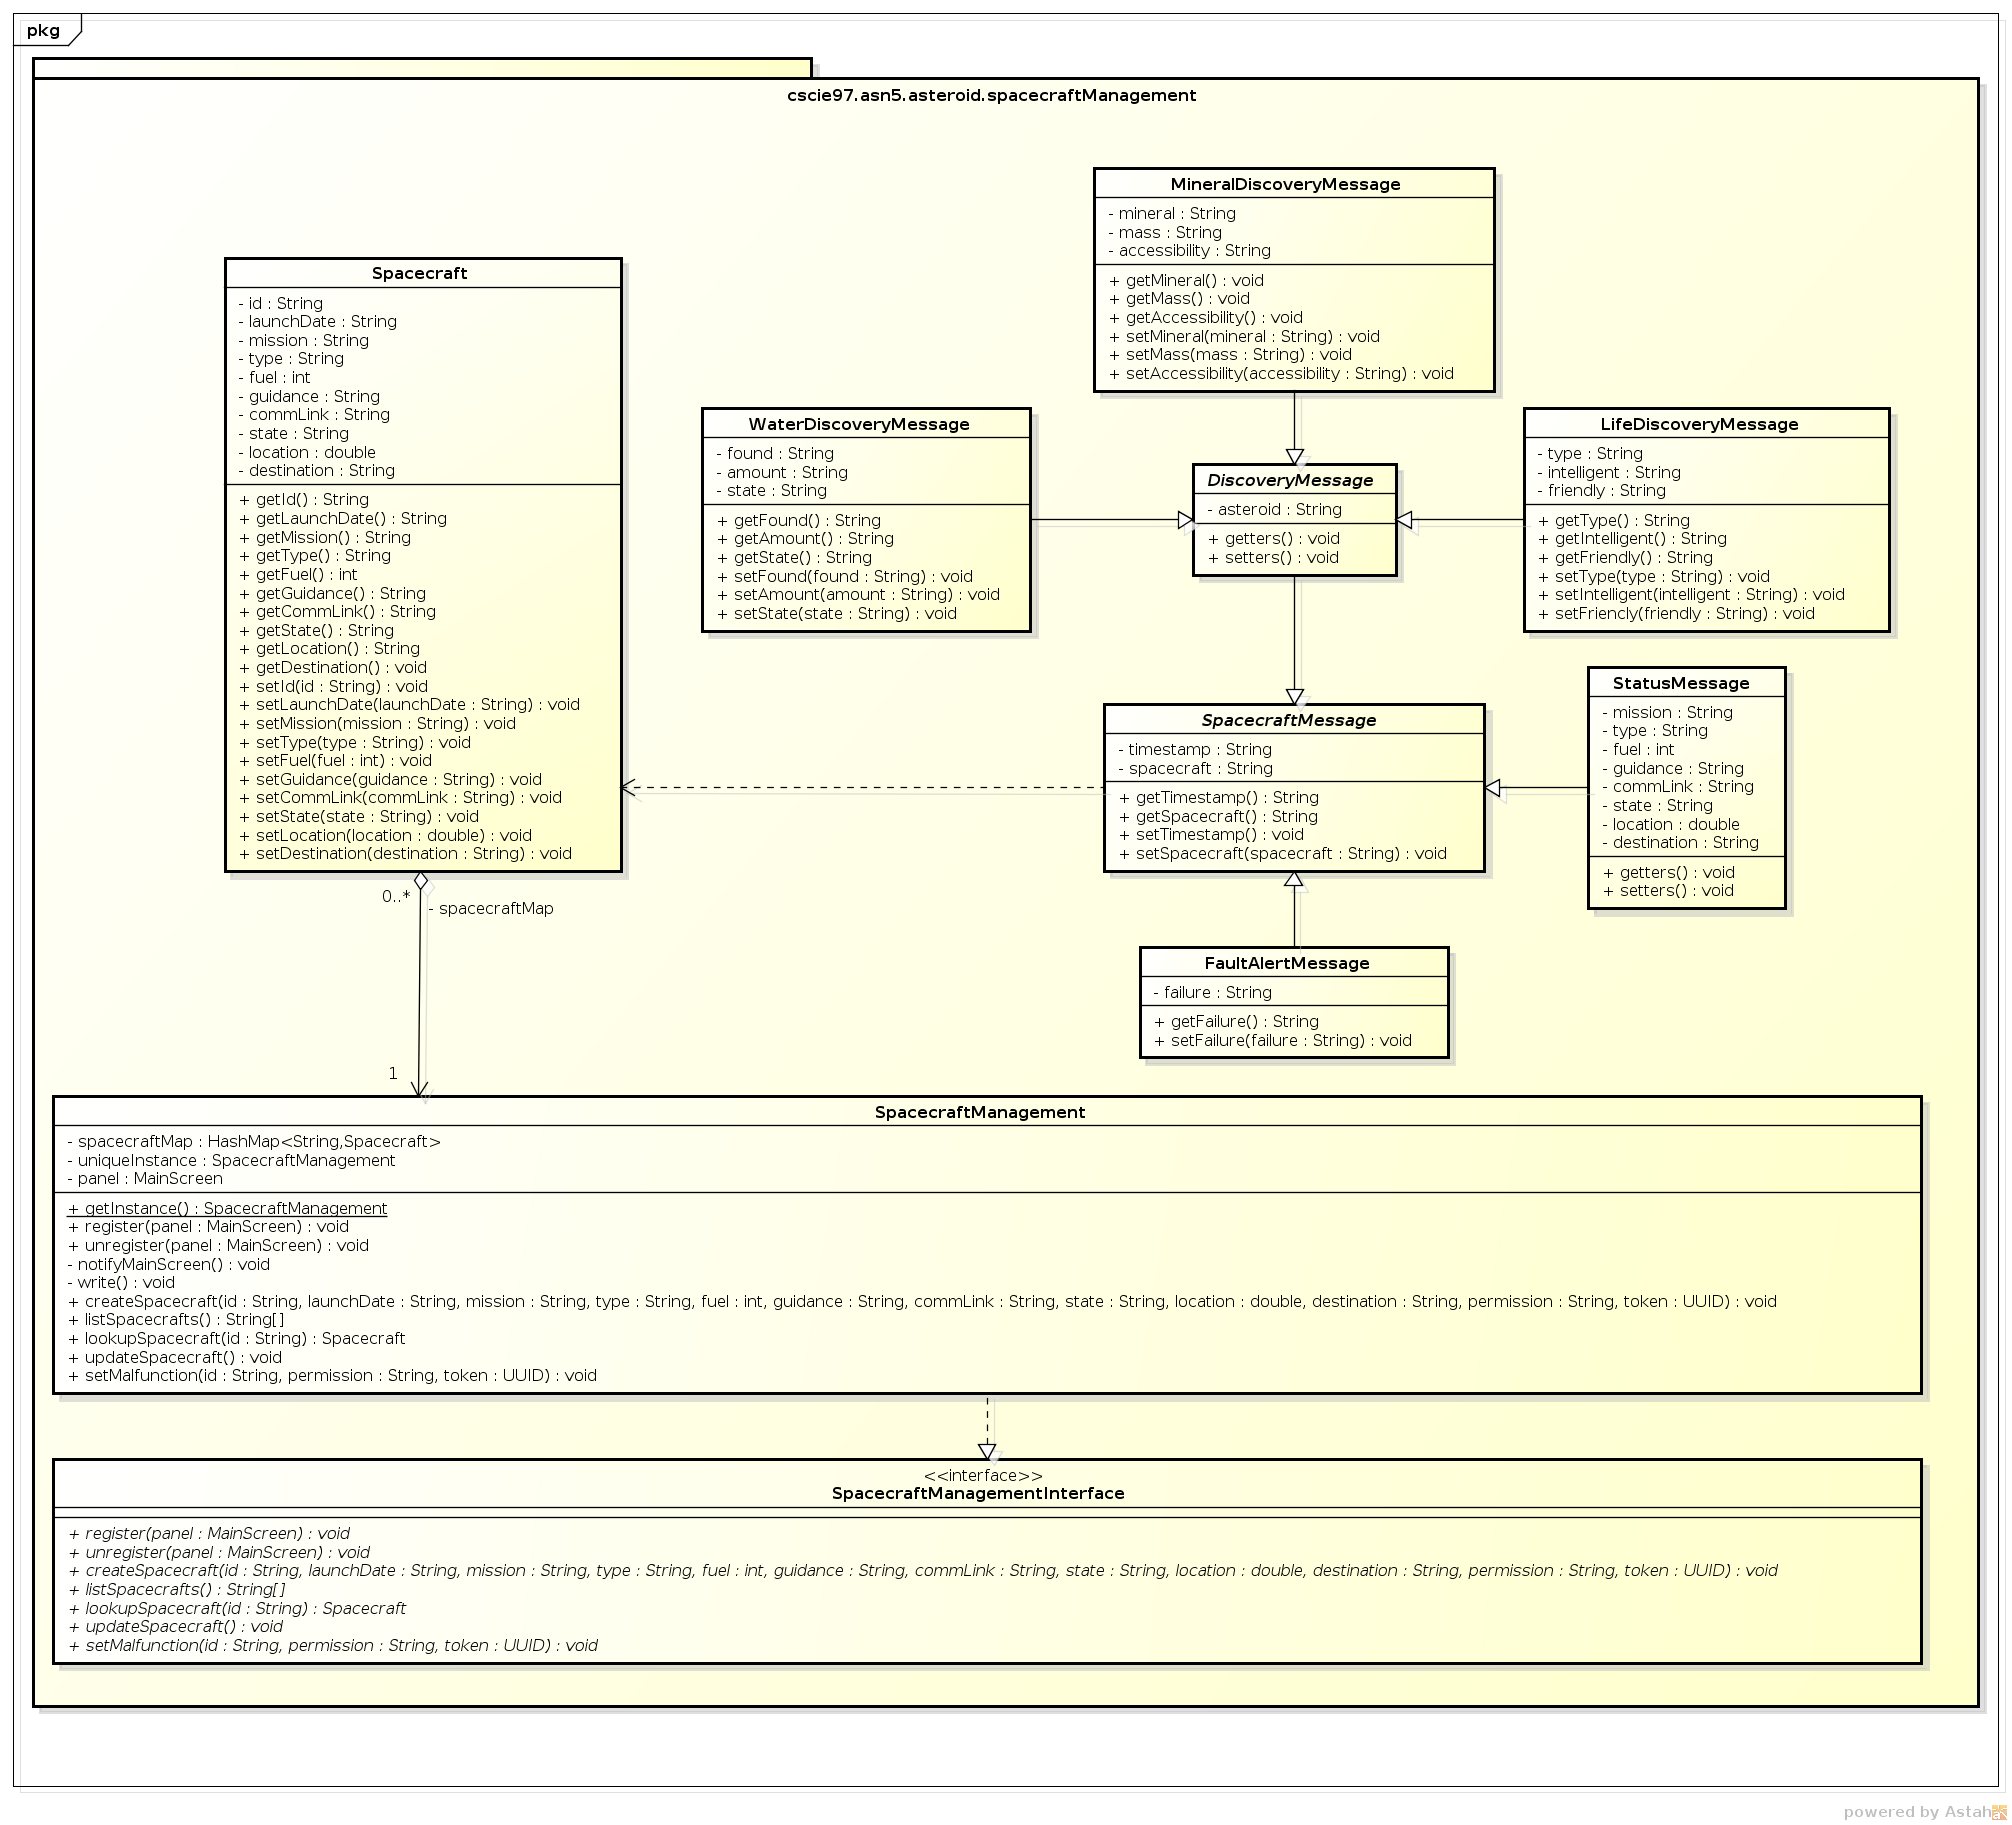 pkg
cscie97.asn5.asteroid.spacecraftManagement
MineralDiscoveryMessage
- mineral : String
- mass : String
- accessibility : String
+ getMineral() : void
+ getMass() : void
+ getAccessibility() : void
+ setMineral(mineral : String) : void
+ setMass(mass : String) : void
+ setAccessibility(accessibility : String) : void
Spacecraft
- id : String
- launchDate : String
- mission : String
- type : String
- fuel : int
- guidance : String
- commLink : String
- state : String
- location : double
- destination : String
+ getId() : String
+ getLaunchDate() : String
+ getMission() : String
+ getType() : String
+ getFuel() : int
+ getGuidance() : String
+ getCommLink() : String
+ getState() : String
+ getLocation() : String
+ getDestination() : void
+ setId(id : String) : void
+ setLaunchDate(launchDate : String) : void
+ setMission(mission : String) : void
+ setType(type : String) : void
+ setFuel(fuel : int) : void
+ setGuidance(guidance : String) : void
+ setCommLink(commLink : String) : void
+ setState(state : String) : void
+ setLocation(location : double) : void
+ setDestination(destination : String) : void
WaterDiscoveryMessage
- found : String
- amount : String
- state : String
+ getFound() : String
+ getAmount() : String
+ getState() : String
+ setFound(found : String) : void
+ setAmount(amount : String) : void
+ setState(state : String) : void
DiscoveryMessage
- asteroid : String
+ getters() : void
+ setters() : void
LifeDiscoveryMessage
- type : String
- intelligent : String
- friendly : String
+ getType() : String
+ getIntelligent() : String
+ getFriendly() : String
+ setType(type : String) : void
+ setIntelligent(intelligent : String) : void
+ setFriencly(friendly : String) : void
SpacecraftMessage
- timestamp : String
- spacecraft : String
+ getTimestamp() : String
+ getSpacecraft() : String
+ setTimestamp() : void
+ setSpacecraft(spacecraft : String) : void
StatusMessage
- mission : String
- type : String
- fuel : int
- guidance : String
- commLink : String
- state : String
- location : double
- destination : String
+ getters() : void
+ setters() : void
0..*
- spacecraftMap
1
FaultAlertMessage
- failure : String
+ getFailure() : String
+ setFailure(failure : String) : void
SpacecraftManagement
- spacecraftMap : HashMap<String,Spacecraft>
- uniqueInstance : SpacecraftManagement
- panel : MainScreen
+ getInstance() : SpacecraftManagement
+ register(panel : MainScreen) : void
+ unregister(panel : MainScreen) : void
- notifyMainScreen() : void
- write() : void
+ createSpacecraft(id : String, launchDate : String, mission : String, type : String, fuel : int, guidance : String, commLink : String, state : String, location : double, destination : String, permission : String, token : UUID) : void
+ listSpacecrafts() : String[]
+ lookupSpacecraft(id : String) : Spacecraft
+ updateSpacecraft() : void
+ setMalfunction(id : String, permission : String, token : UUID) : void
<<interface>>
SpacecraftManagementInterface
+ register(panel : MainScreen) : void
+ unregister(panel : MainScreen) : void
+ createSpacecraft(id : String, launchDate : String, mission : String, type : String, fuel : int, guidance : String, commLink : String, state : String, location : double, destination : String, permission : String, token : UUID) : void
+ listSpacecrafts() : String[]
+ lookupSpacecraft(id : String) : Spacecraft
+ updateSpacecraft() : void
+ setMalfunction(id : String, permission : String, token : UUID) : void
powered by Astah